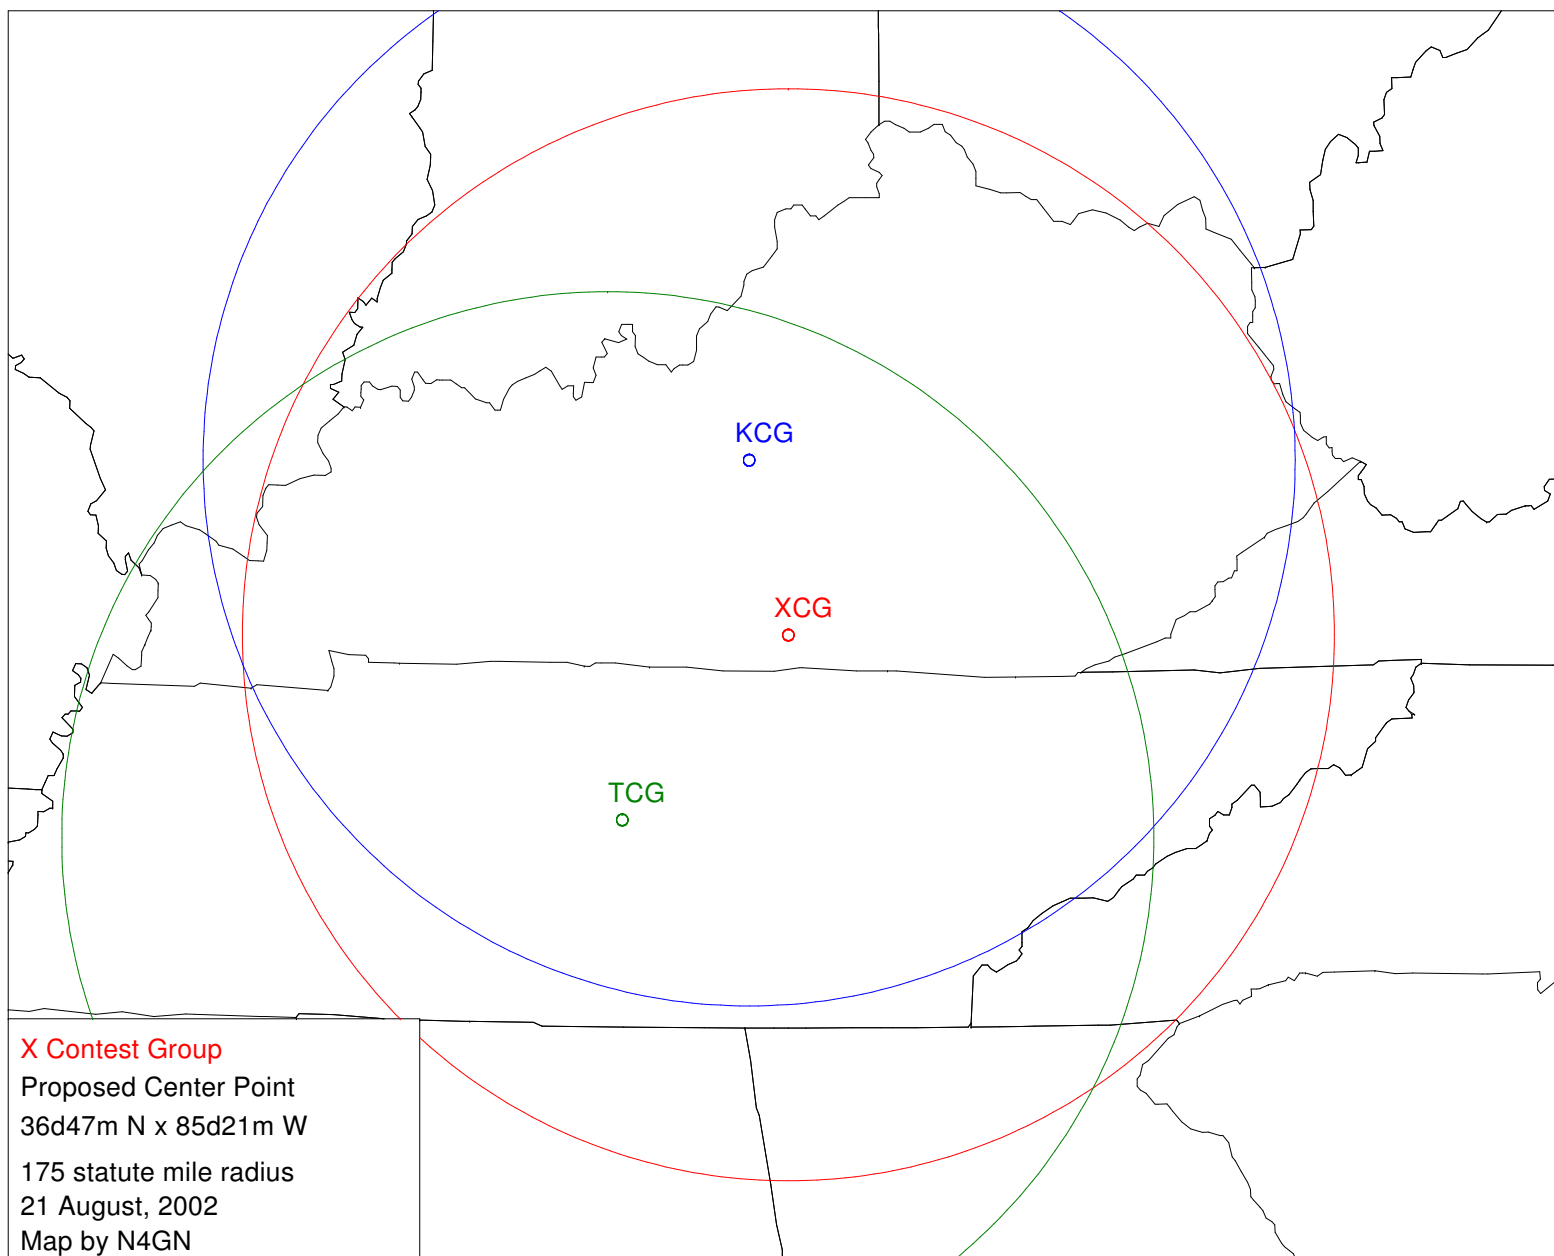 KCG
XCG
TCG
X Contest Group
Proposed Center Point
36d47m N x 85d21m W
175 statute mile radius
21 August, 2002
Map by N4GN